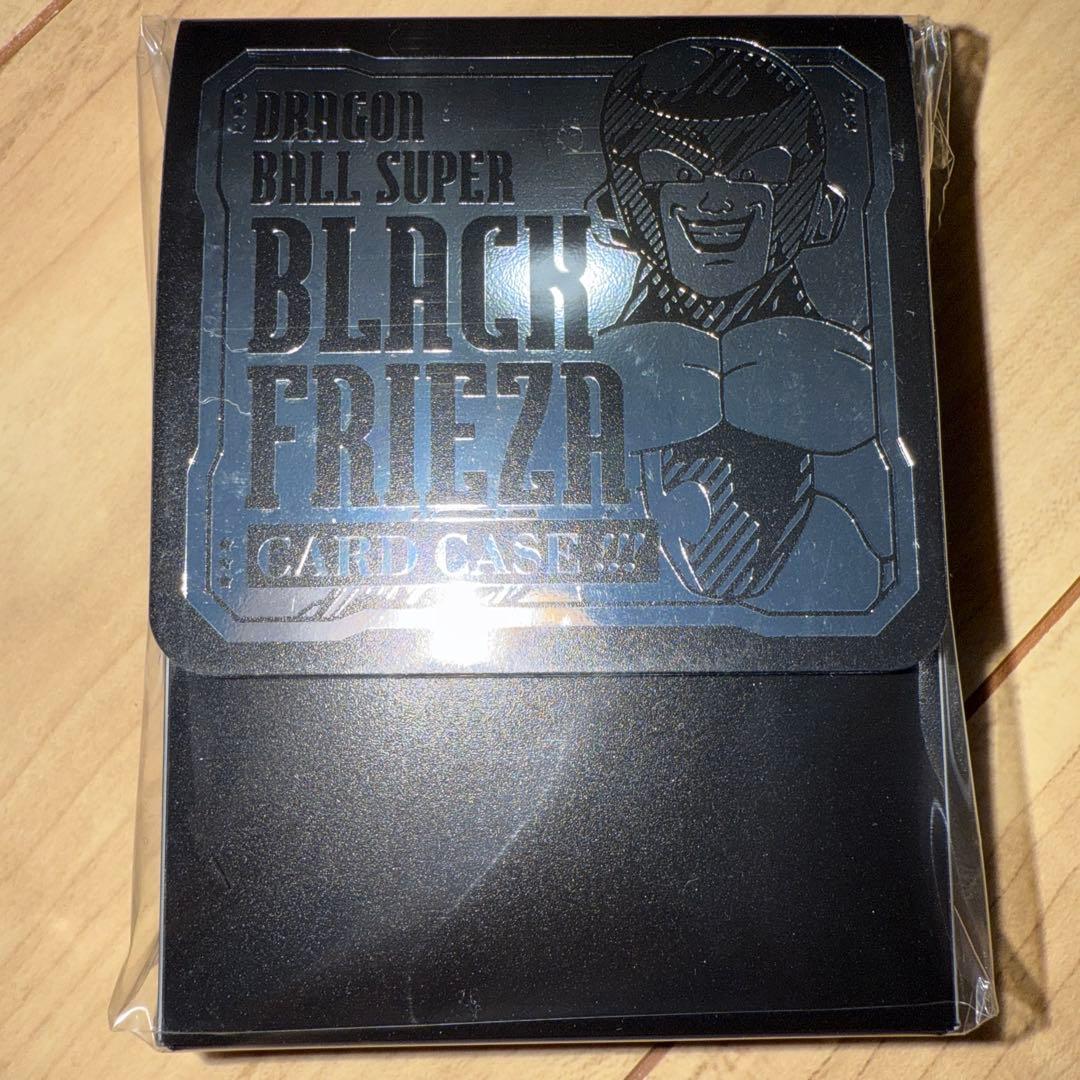 DRAGON
BALL SUPER
BLACK
FRIEZA
CARD CASE !!!